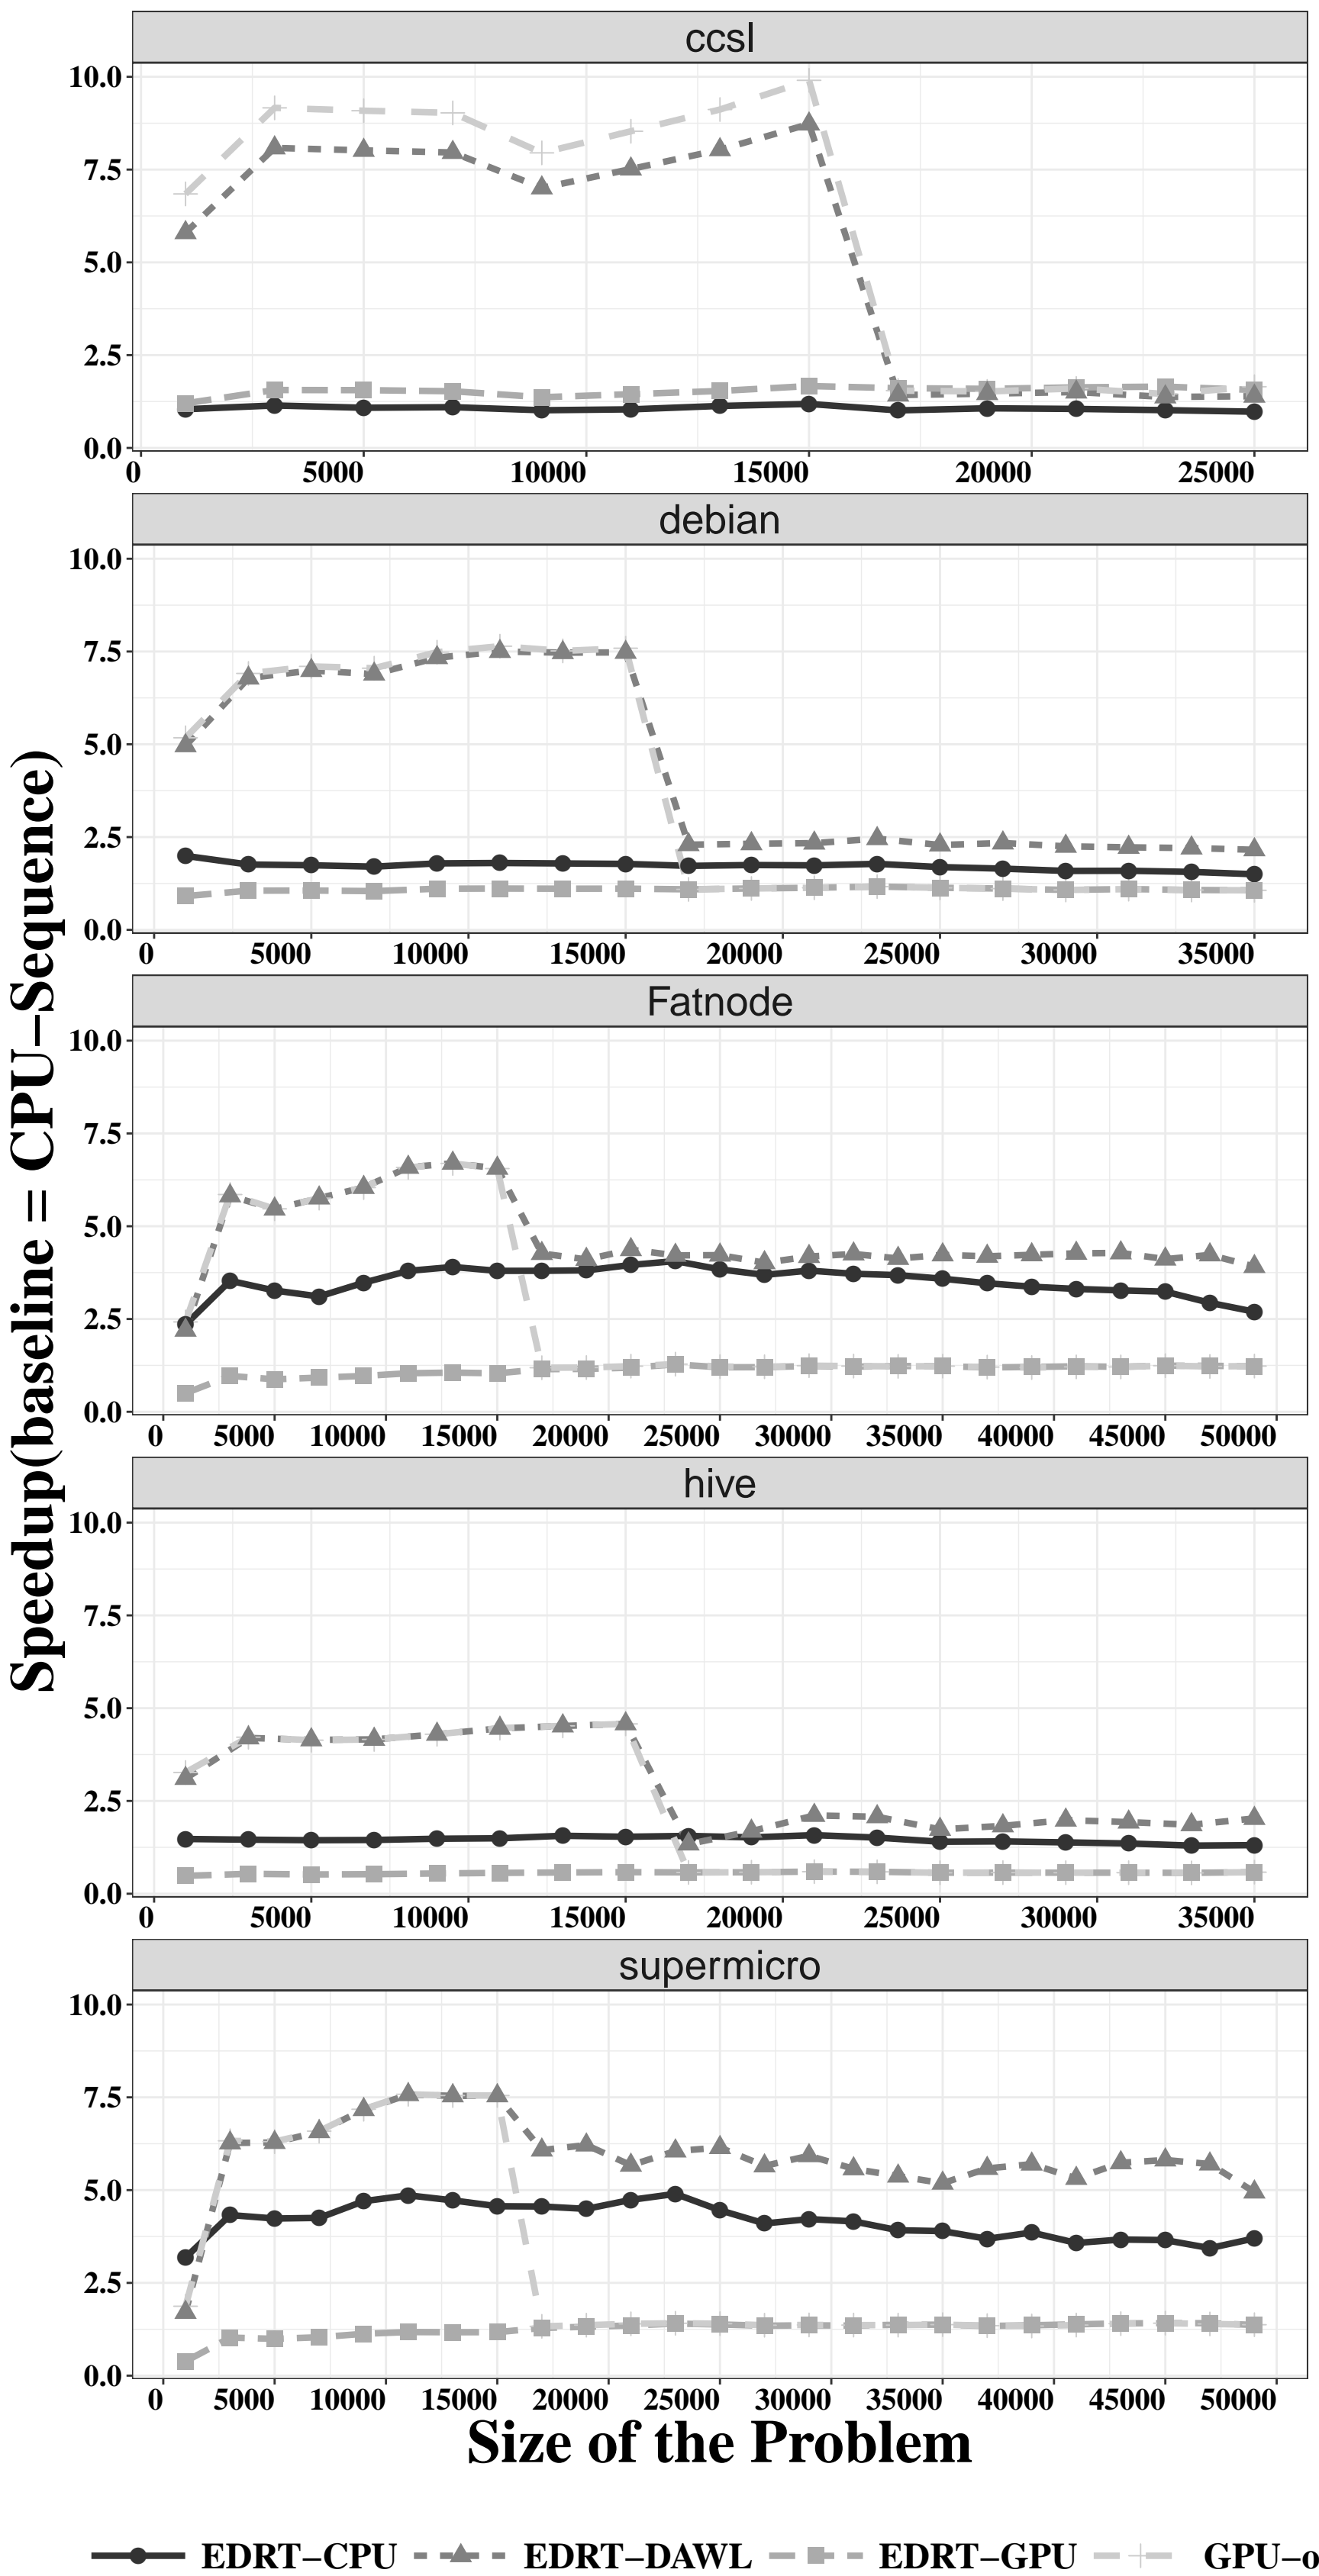 Speedup(baseline = CPU−Sequence)
ccsl
10.0
7.5
5.0
2.5
0.0
0 5000 10000 15000 20000 25000
debian
10.0
7.5
5.0
2.5
0.0
0 5000 10000 15000 20000 25000 30000 35000
Fatnode
10.0
7.5
5.0
2.5
0.0
0 5000 10000 15000 20000 25000 30000 35000 40000 45000 50000
hive
10.0
7.5
5.0
2.5
0.0
0 5000 10000 15000 20000 25000 30000 35000
supermicro
10.0
7.5
5.0
2.5
0.0
0 5000 10000 15000 20000 25000 30000 35000 40000 45000 50000
Size of the Problem
EDRT−CPU EDRT−DAWL EDRT−GPU GPU−o